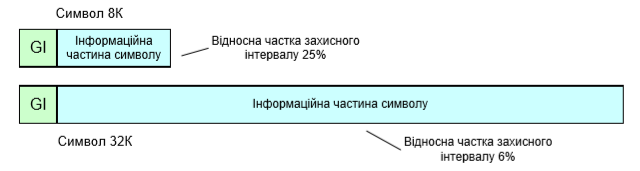 Символ 8К
GI
Інформаційна
частина символу
Відносна частка захисного
інтервалу 25%
GI
Інформаційна частина символу
Символ 32К
Відносна частка захисного
інтервалу 6%